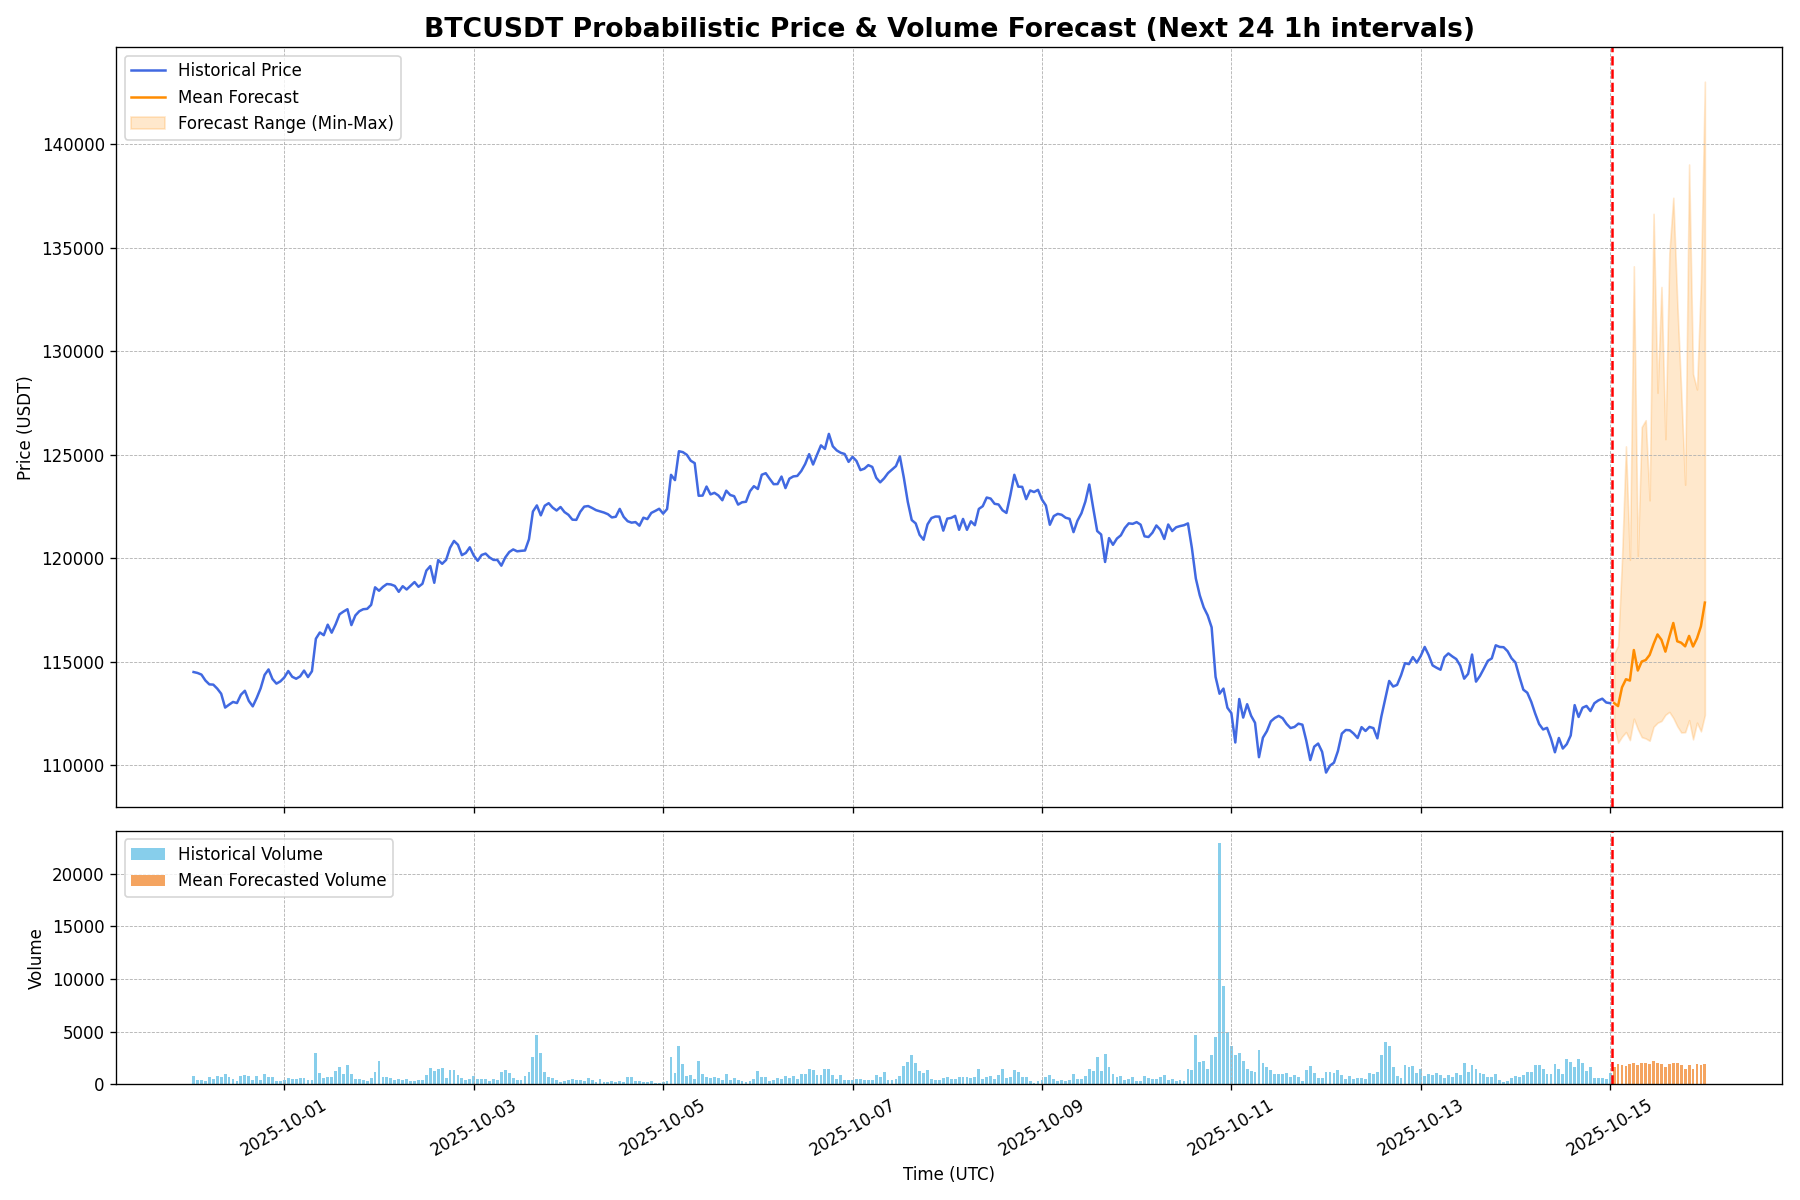 BTCUSDT Probabilistic Price & Volume Forecast (Next 24 1h intervals)
Historical Price
Mean Forecast
Forecast Range (Min-Max)
140000
135000
130000
125000
120000
115000
110000
Price (USDT)
Historical Volume
Mean Forecasted Volume
20000
15000
10000
5000
0
Volume
2025-10-01
2025-10-03
2025-10-05
2025-10-07
2025-10-09
2025-10-11
2025-10-13
2025-10-15
Time (UTC)